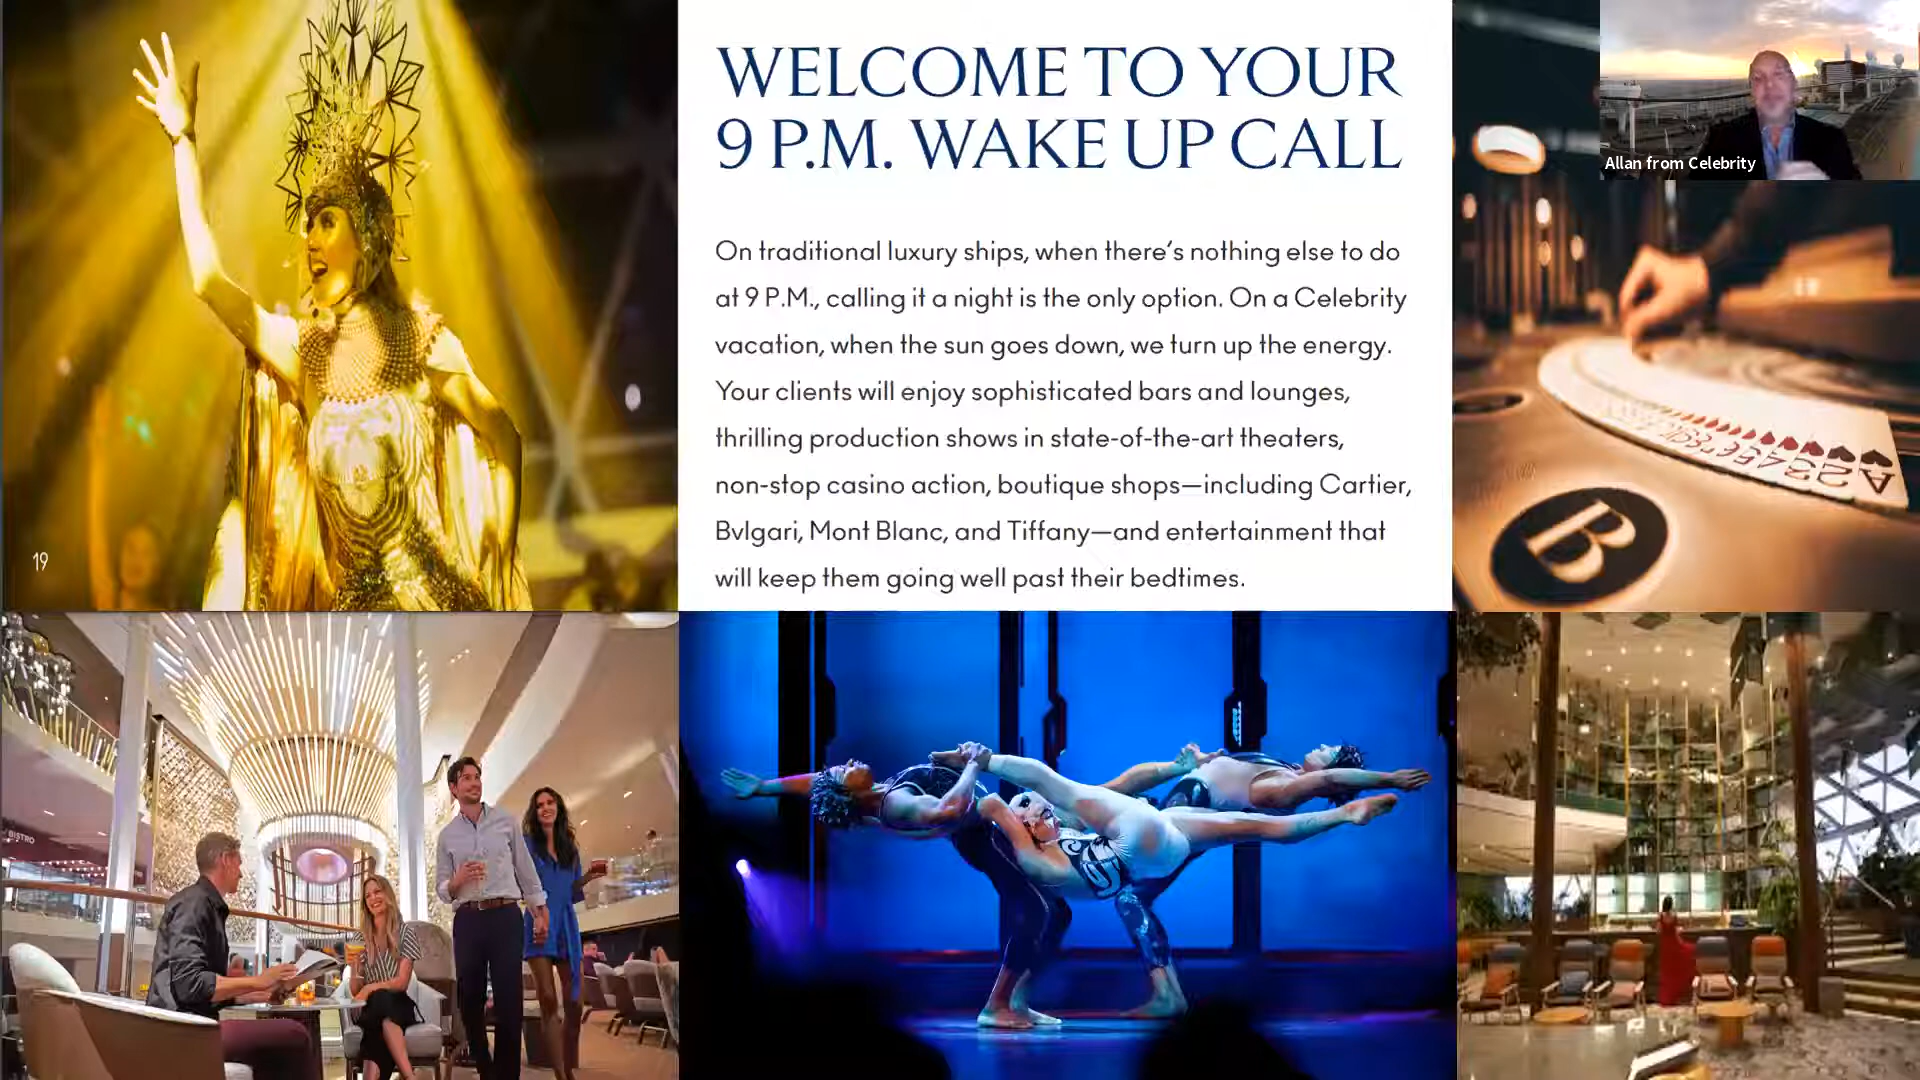 WELCOME TO YOUR
9 P.M. WAKE UP CALL
Allan from Celebrity
On traditional luxury ships, when there's nothing else to do
at 9 P.M., calling it a night is the only option. On a Celebrity
vacation, when the sun goes down, we turn up the energy.
Your clients will enjoy sophisticated bars and lounges,
thrilling production shows in state-of-the-art theaters,
non-stop casino action, boutique shops—including Cartier,
Bvlgari, Mont Blanc, and Tiffany—and entertainment that
will keep them going well past their bedtimes.
19
B
BISTRO